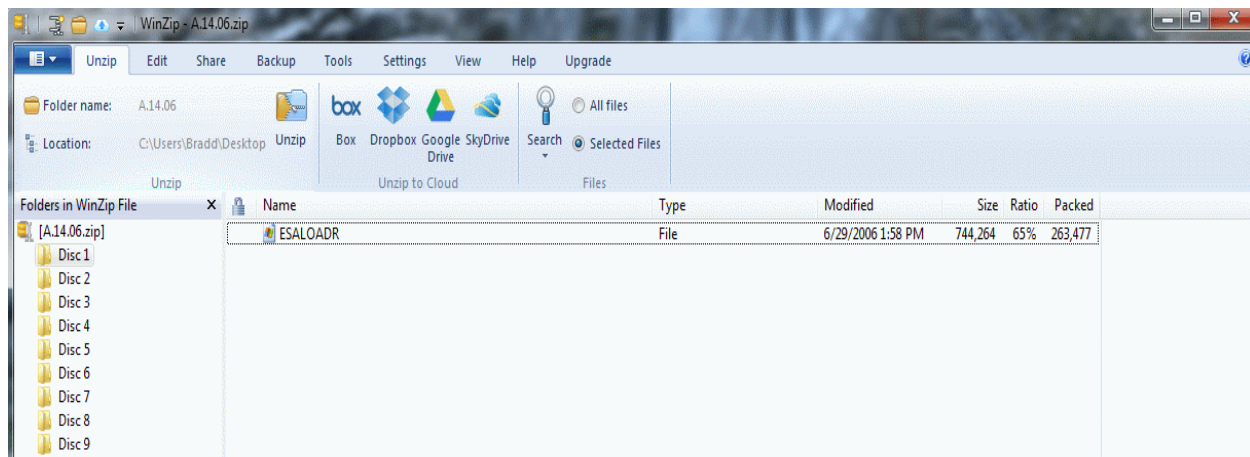 WinZip - A.14.06.zip
Unzip Edit Share Backup Tools Settings View Help Upgrade
Folder name: A.14.06
Location: C:\Users\Bradd\Desktop
Unzip
Unzip
box
Box Dropbox Google Drive SkyDrive
Unzip to Cloud
Search
All files
Selected Files
Files
Folders in WinZip File X
Name Type Modified Size Ratio Packed
[A.14.06.zip]
ESALOADR File 6/29/2006 1:58 PM 744,264 65% 263,477
Disc 1
Disc 2
Disc 3
Disc 4
Disc 5
Disc 6
Disc 7
Disc 8
Disc 9